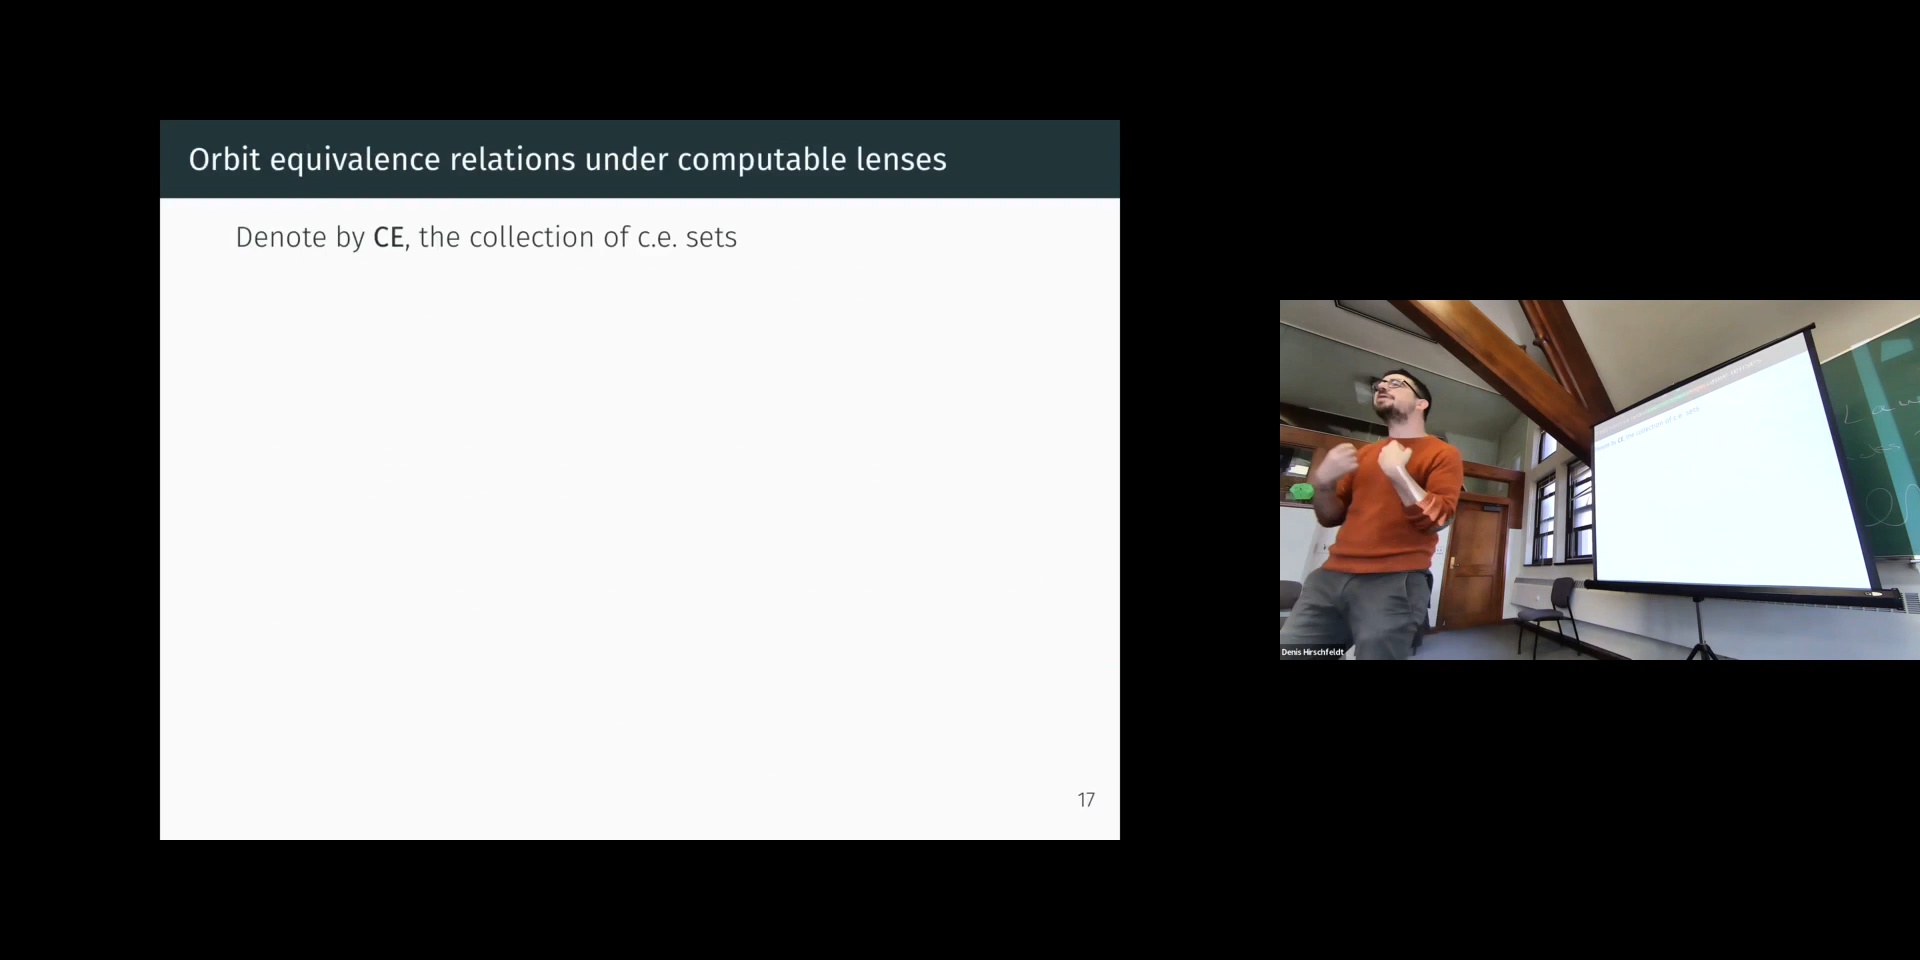 Orbit equivalence relations under computable lenses
Denote by CE, the collection of c.e. sets
17
Denis Hirschfeldt